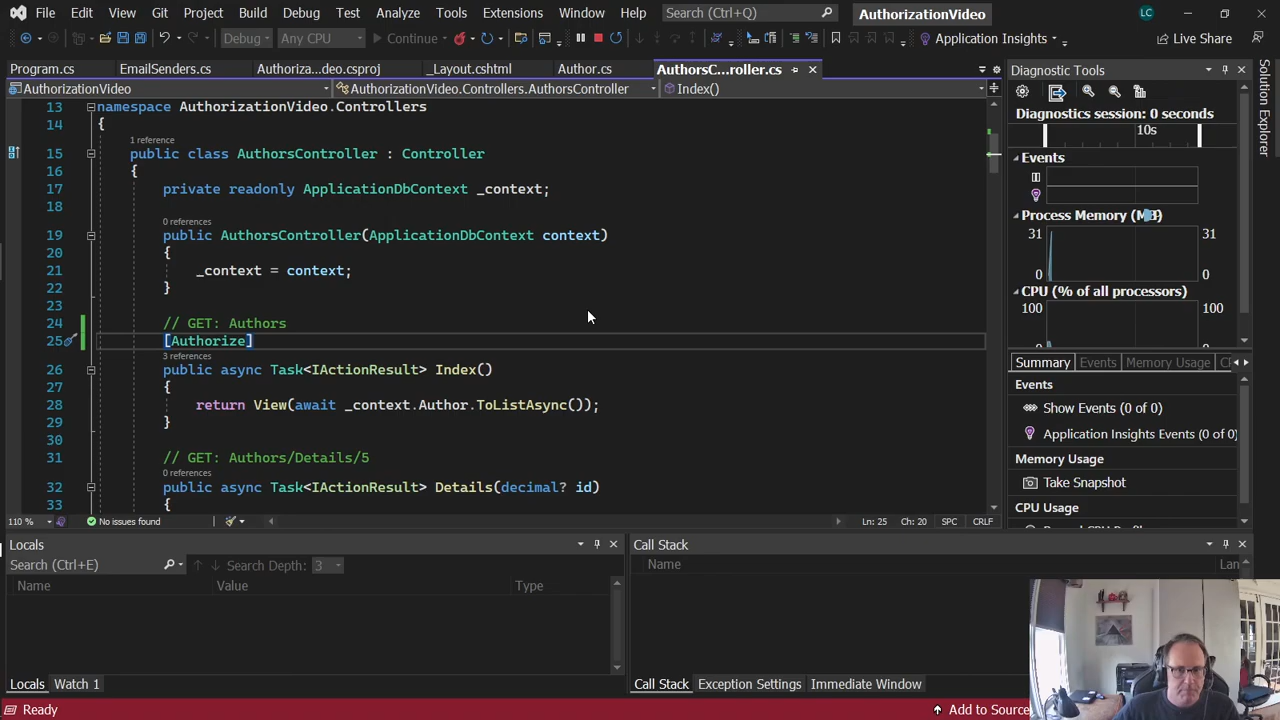 File Edit View Git Project Build Debug Test Analyze Tools Extensions Window Help Search (Ctrl+Q) AuthorizationVideo LC
Debug Any CPU Continue Application Insights Live Share
Program.cs EmailSenders.cs Authoriza...deo.csproj _Layout.cshtml Author.cs AuthorsC...roller.cs
AuthorizationVideo AuthorizationVideo.Controllers.AuthorsController Index()
13 namespace AuthorizationVideo.Controllers
14 {
1 reference
15 public class AuthorsController : Controller
16 {
17 private readonly ApplicationDbContext _context;
18
0 references
19 public AuthorsController(ApplicationDbContext context)
20 {
21 _context = context;
22 }
23
24 // GET: Authors
25 [Authorize]
3 references
26 public async Task<IActionResult> Index()
27 {
28 return View(await _context.Author.ToListAsync());
29 }
30
31 // GET: Authors/Details/5
0 references
32 public async Task<IActionResult> Details(decimal? id)
33 {
110 % No issues found Ln: 25 Ch: 20 SPC CRLF
Diagnostic Tools
Diagnostics session: 0 seconds
10s
Events
Process Memory (MB)
31 31
0 0
CPU (% of all processors)
100 100
Summary Events Memory Usage
Events
Show Events (0 of 0)
Application Insights Events (0 of 0)
Memory Usage
Take Snapshot
CPU Usage
Solution Explorer
Locals
Search (Ctrl+E) Search Depth: 3
Name Value Type
Locals Watch 1
Call Stack
Name Lan
Call Stack Exception Settings Immediate Window
Ready Add to Source